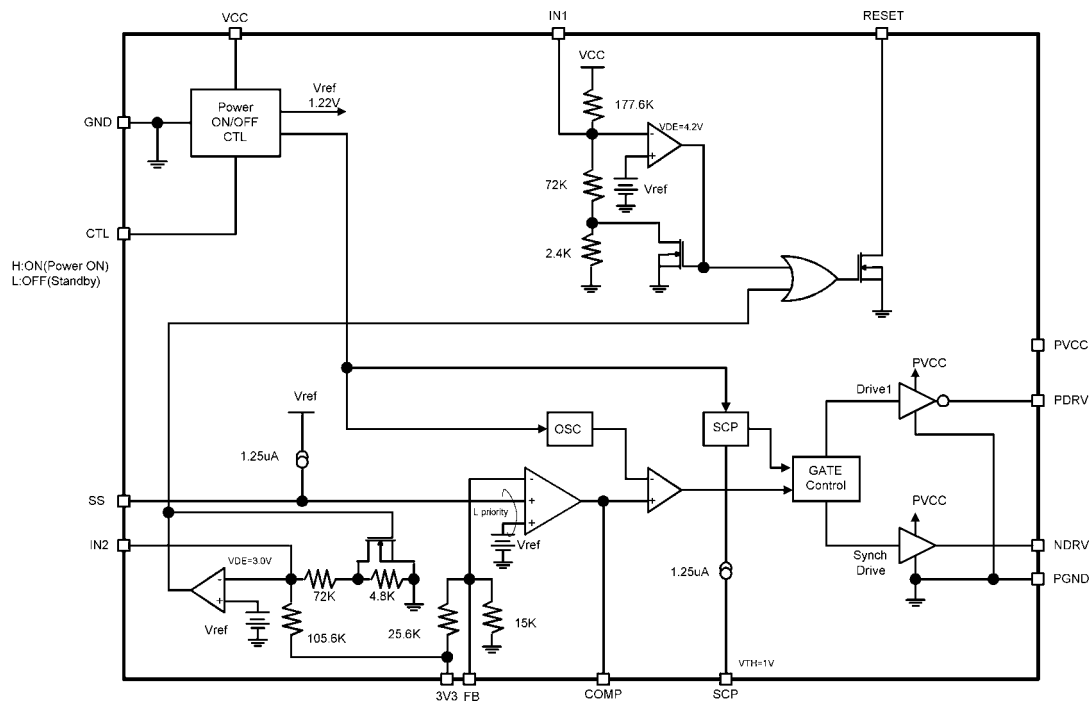 VCC
IN1
RESET
VCC
Vref
1.22V
Power
ON/OFF
CTL
177.6K
GND
VDE=4.2V
72K
Vref
CTL
2.4K
H:ON(Power ON)
L:OFF(Standby)
PVCC
PVCC
Drive1
PDRV
Vref
OSC
SCP
1.25uA
GATE
Control
SS
L priority
PVCC
IN2
Vref
NDRV
VDE=3.0V
Synch
Drive
1.25uA
PGND
72K
4.8K
Vref
105.6K
25.6K
15K
VTH=1V
3V3
FB
COMP
SCP